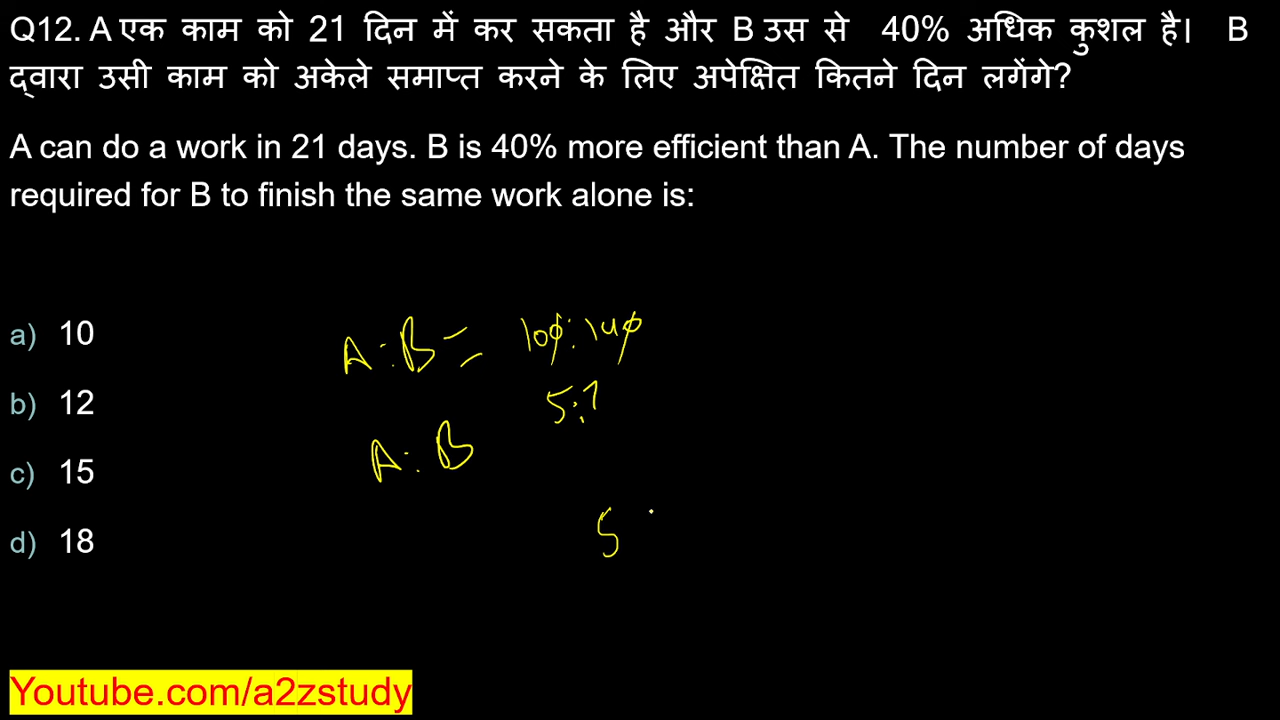 Q12. A एक काम को 21 दिन में कर सकता है और B उस से 40% अधिक कुशल है। B
द्वारा उसी काम को अकेले समाप्त करने के लिए अपेक्षित कितने दिन लगेंगे?
A can do a work in 21 days. B is 40% more efficient than A. The number of days
required for B to finish the same work alone is:
a) 10
b) 12
c) 15
d) 18
A:B= 100:140
5:7
A:B
5
Youtube.com/a2zstudy